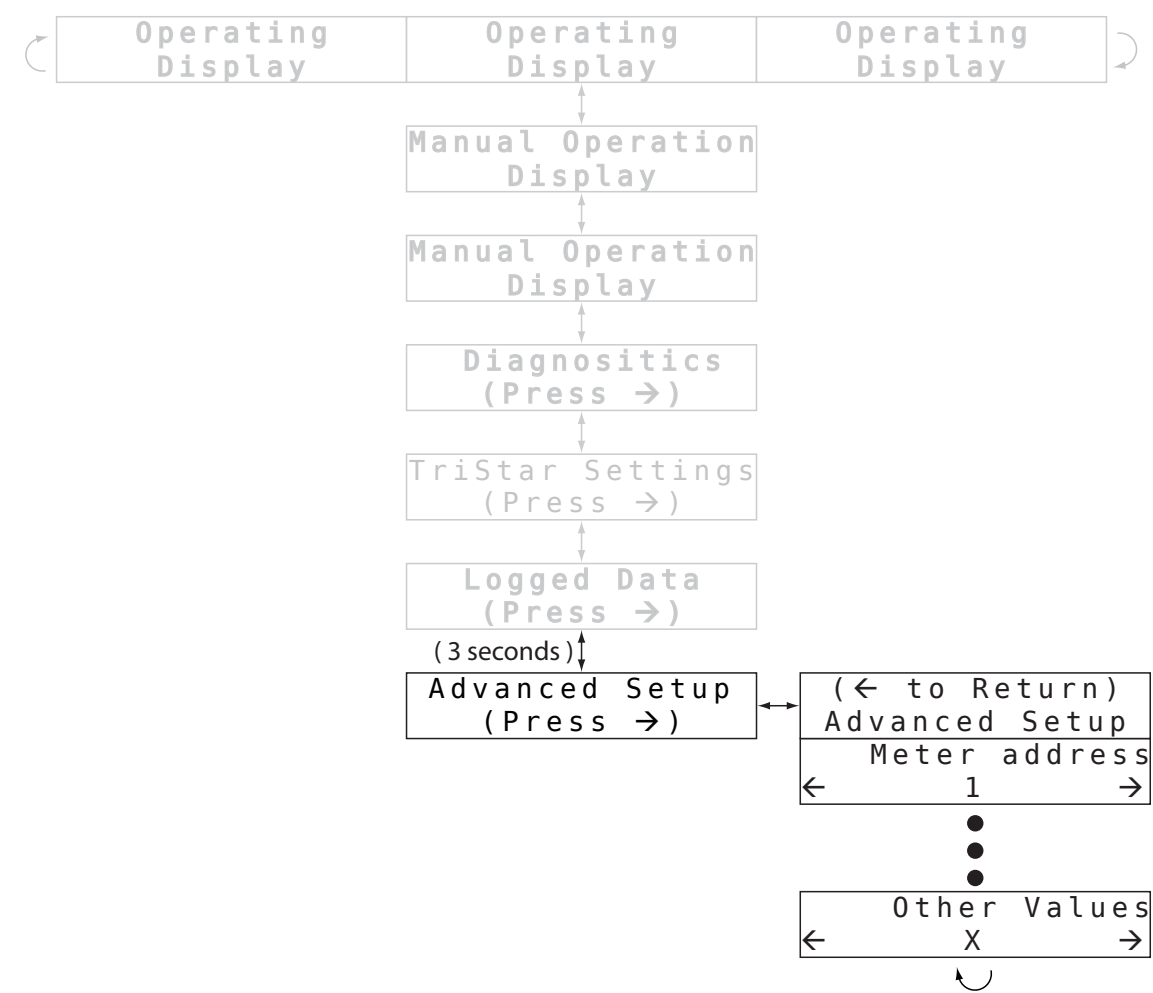 Operating Operating Operating
Display Display Display
Manual Operation
Display
Manual Operation
Display
Diagnositics
(Press →)
TriStar Settings
(Press →)
Logged Data
(Press →)
(3 seconds)
Advanced Setup
(Press →)
(← to Return)
Advanced Setup
Meter address
← 1 →
Other Values
← X →